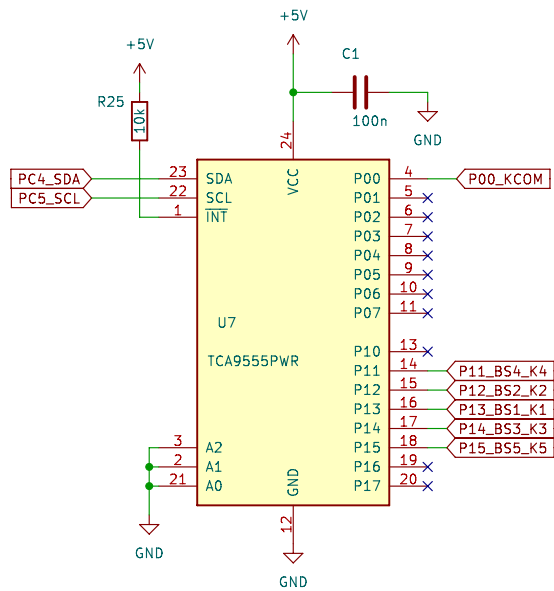 +5V
+5V
C1
R25
10k
100n
GND
24
VCC
PC4_SDA 23 SDA P00 4 P00_KCOM
PC5_SCL 22 SCL P01 5
1 INT P02 6
P03 7
P04 8
P05 9
P06 10
P07 11
U7
P10 13
TCA9555PWR
P11 14 P11_BS4_K4
P12 15 P12_BS2_K2
P13 16 P13_BS1_K1
P14 17 P14_BS3_K3
3 A2 P15 18 P15_BS5_K5
2 A1 P16 19
21 A0 P17 20
GND
12
GND
GND